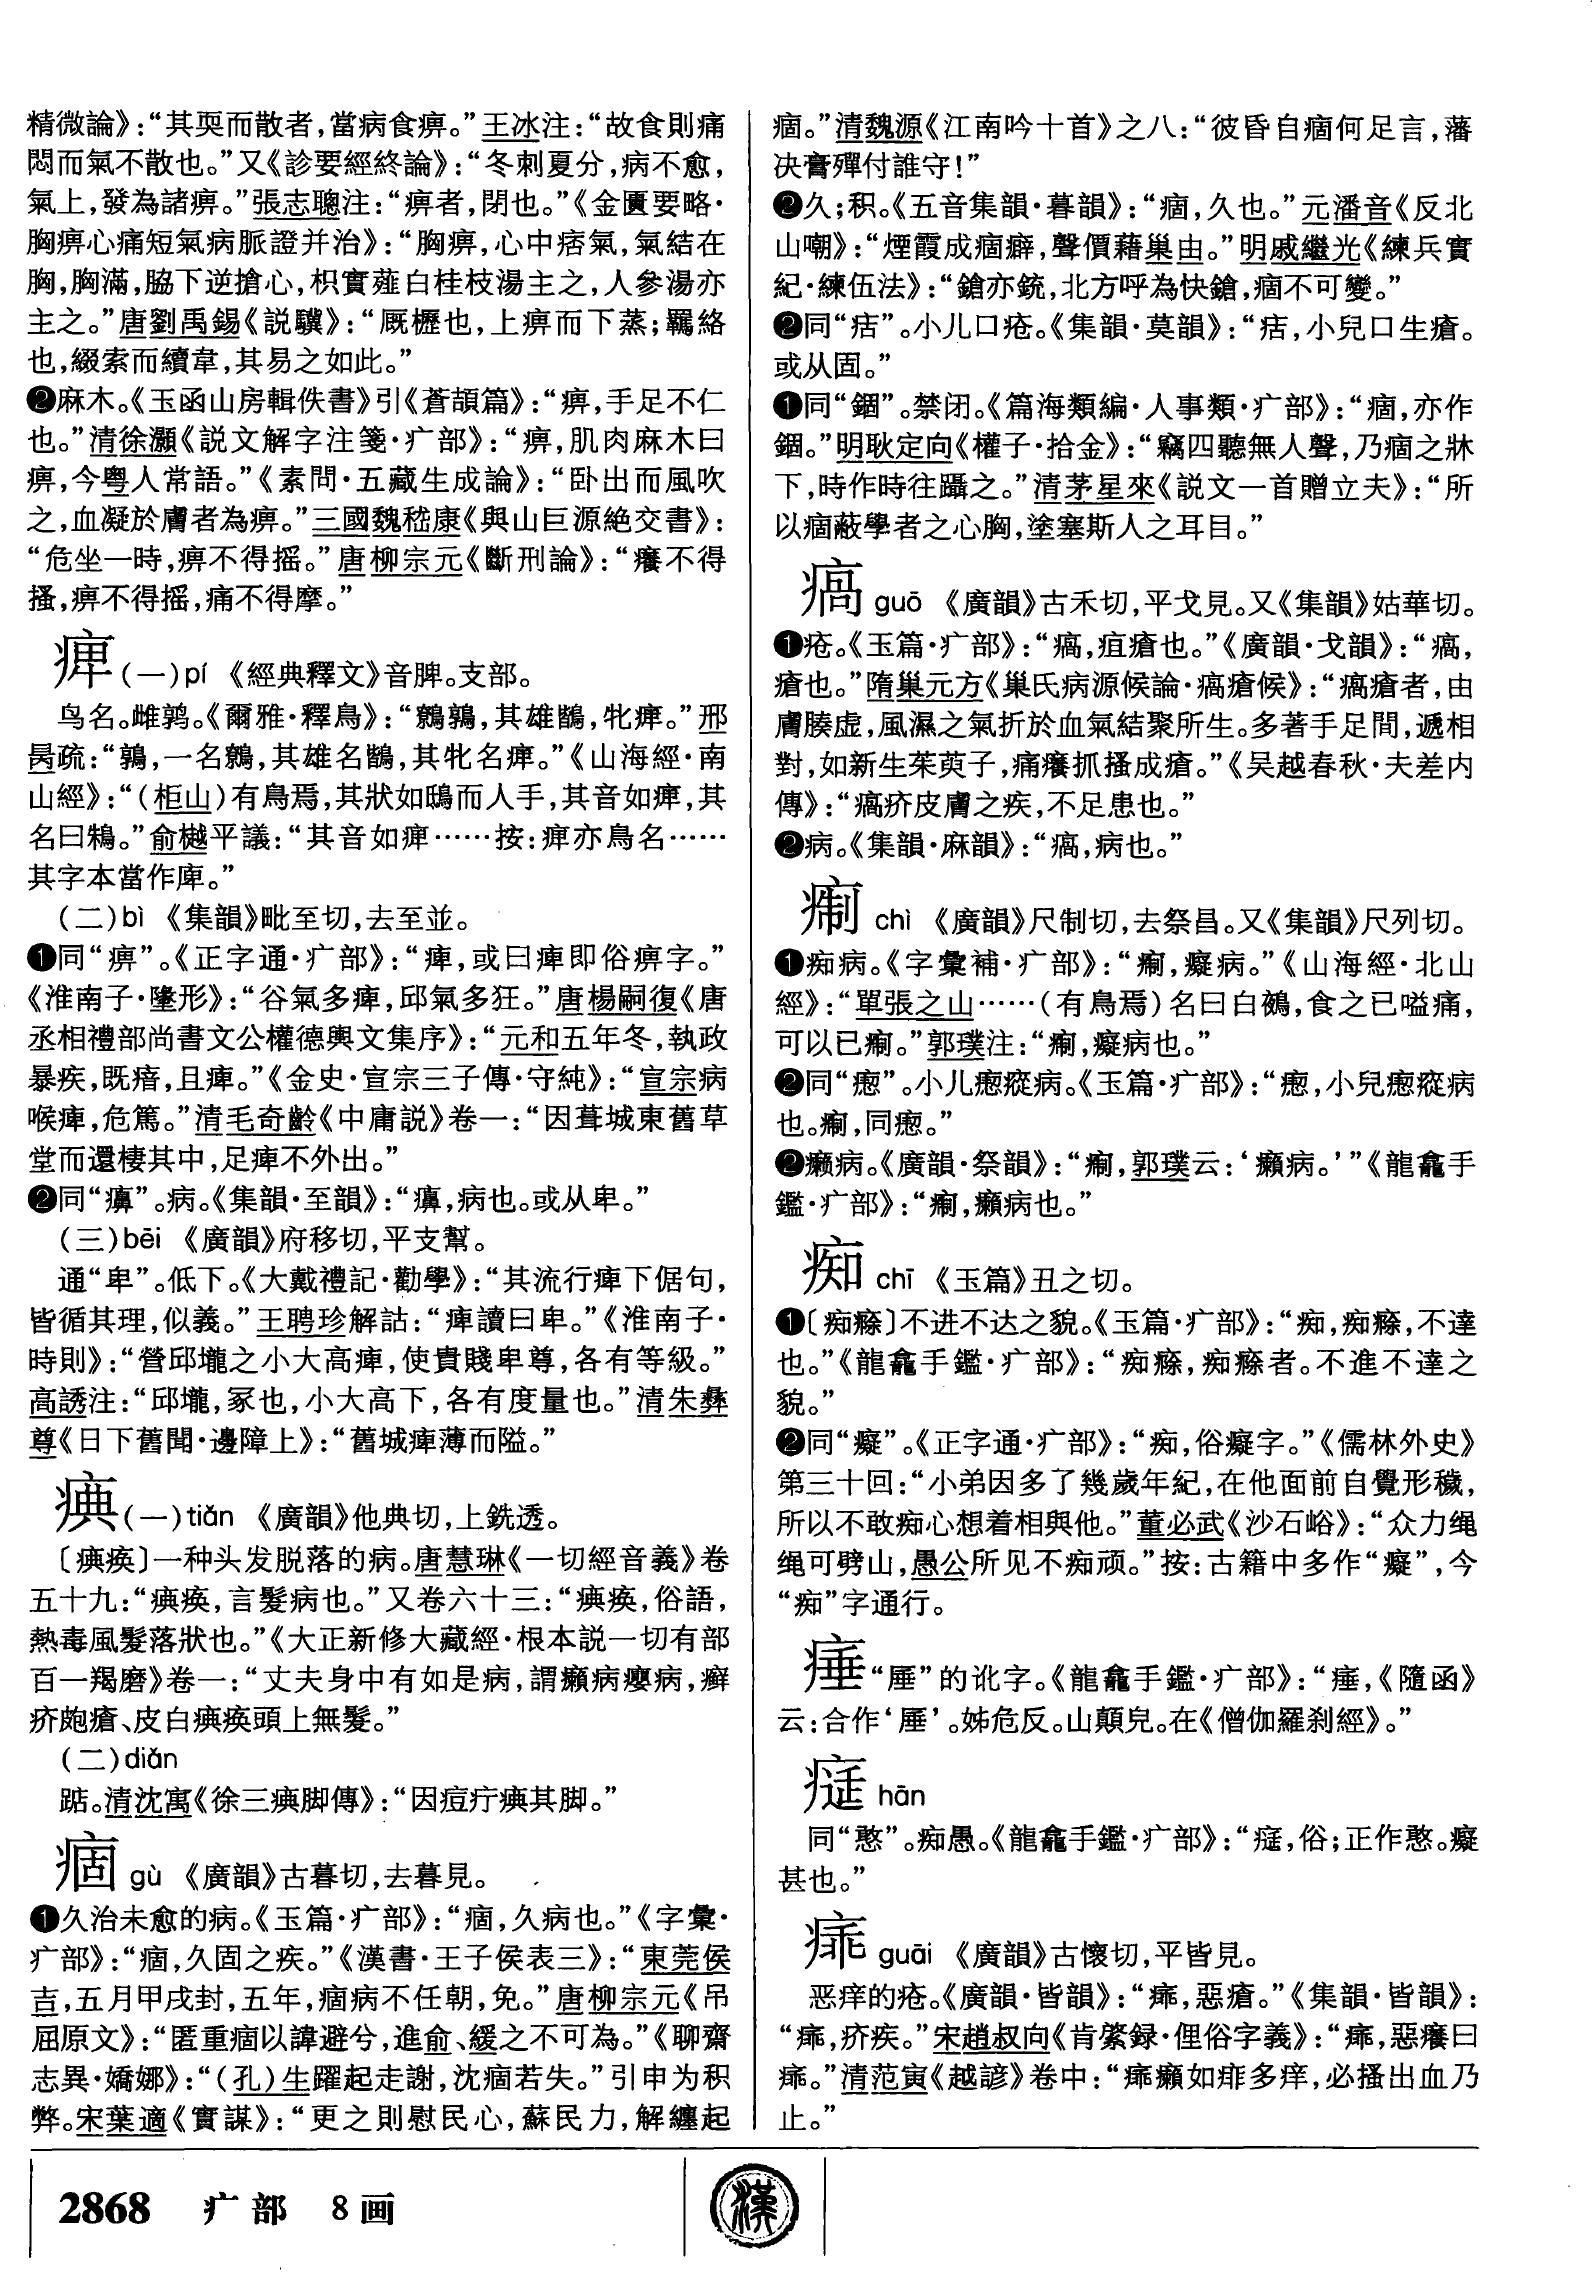 精微論》：“其耎而散者，當病食痹。”王冰注：“故食則痛
悶而氣不散也。”又《診要經終論》：“冬刺夏分，病不愈，
氣上，發為諸痹。”張志聰注：“痹者，閉也。”《金匱要略·
胸痹心痛短氣病脈證并治》：“胸痹，心中痞氣，氣結在
胸，胸滿，脇下逆搶心，枳實薤白桂枝湯主之，人參湯亦
主之。”唐劉禹錫《説驥》：“厩櫪也，上痹而下蒸；羈絡
也，綴索而續韋，其易之如此。”
❷麻木。《玉函山房輯佚書》引《蒼頡篇》：“痹，手足不仁
也。”清徐灝《説文解字注箋·疒部》：“痹，肌肉麻木曰
痹，今粤人常語。”《素問·五藏生成論》：“卧出而風吹
之，血凝於膚者為痹。”三國魏嵇康《與山巨源絶交書》：
“危坐一時，痹不得摇。”唐柳宗元《斷刑論》：“癢不得
搔，痹不得摇，痛不得摩。”
痺（一）pí 《經典釋文》音脾。支部。
鸟名。雌鹑。《爾雅·釋鳥》：“鷯鶉，其雄鶛，牝痺。”邢
昺疏：“鶉，一名鷯，其雄名鶛，其牝名痺。”《山海經·南
山經》：“（柜山）有鳥焉，其狀如鴟而人手，其音如痺，其
名曰鴸。”俞樾平議：“其音如痺……按：痺亦鳥名……
其字本當作庳。”
（二）bì 《集韻》毗至切，去至並。
❶同“痹”。《正字通·疒部》：“痺，或曰痺即俗痹字。”
《淮南子·墬形》：“谷氣多痺，邱氣多狂。”唐楊嗣復《唐
丞相禮部尚書文公權德輿文集序》：“元和五年冬，執政
暴疾，既瘖，且痺。”《金史·宣宗三子傳·守純》：“宣宗病
喉痺，危篤。”清毛奇齡《中庸説》卷一：“因葺城東舊草
堂而還棲其中，足痺不外出。”
❷同“癟”。病。《集韻·至韻》：“，病也。或从卑。”
（三）bēi 《廣韻》府移切，平支幫。
通“卑”。低下。《大戴禮記·勸學》：“其流行痺下倨句，
皆循其理，似義。”王聘珍解詁：“痺讀曰卑。”《淮南子·
時則》：“營邱壠之小大高痺，使貴賤卑尊，各有等級。”
高誘注：“邱壠，冢也，小大高下，各有度量也。”清朱彝
尊《日下舊聞·邊障上》：“舊城痺薄而隘。”
痶（一）tiǎn 《廣韻》他典切，上銑透。
〔痶痪〕一种头发脱落的病。唐慧琳《一切經音義》卷
五十九：“痶痪，言髮病也。”又卷六十三：“痶痪，俗語，
熱毒風髮落狀也。”《大正新修大藏經·根本説一切有部
百一羯磨》卷一：“丈夫身中有如是病，謂癩病癭病，癬
疥皰瘡、皮白痶痪頭上無髮。”
（二）diǎn
踮。清沈寓《徐三痶脚傳》：“因痘疔痶其脚。”
痼 gù 《廣韻》古暮切，去暮見。
❶久治未愈的病。《玉篇·疒部》：“痼，久病也。”《字彙·
疒部》：“痼，久固之疾。”《漢書·王子侯表三》：“東莞侯
吉，五月甲戌封，五年，痼病不任朝，免。”唐柳宗元《吊
屈原文》：“匿重痼以諱避兮，進俞、緩之不可為。”《聊齋
志異·嬌娜》：“（孔）生躍起走謝，沈痼若失。”引申为积
弊。宋葉適《實謀》：“更之則慰民心，蘇民力，解纏起
痼。”清魏源《江南吟十首》之八：“彼昏自痼何足言，藩
决膏殫付誰守！”
❷久；积。《五音集韻·暮韻》：“痼，久也。”元潘音《反北
山嘲》：“煙霞成痼癖，聲價藉巢由。”明戚繼光《練兵實
紀·練伍法》：“鎗亦銃，北方呼為快鎗，痼不可變。”
❷同“㾇”。小儿口疮。《集韻·莫韻》：“㾇，小兒口生瘡。
或从固。”
❶同“錮”。禁闭。《篇海類編·人事類·疒部》：“痼，亦作
錮。”明耿定向《權子·拾金》：“竊四聽無人聲，乃痼之牀
下，時作時往躡之。”清茅星來《説文一首贈立夫》：“所
以痼蔽學者之心胸，塗塞斯人之耳目。”
瘑 guō 《廣韻》古禾切，平戈見。又《集韻》姑華切。
❶疮。《玉篇·疒部》：“瘑，疽瘡也。”《廣韻·戈韻》：“瘑，
瘡也。”隋巢元方《巢氏病源候論·瘑瘡候》：“瘑瘡者，由
膚腠虚，風濕之氣折於血氣結聚所生。多著手足間，遞相
對，如新生茱萸子，痛癢抓搔成瘡。”《吴越春秋·夫差内
傳》：“瘑疥皮膚之疾，不足患也。”
❷病。《集韻·麻韻》：“瘑，病也。”
痸 chì 《廣韻》尺制切，去祭昌。又《集韻》尺列切。
❶痴病。《字彙補·疒部》：“痸，癡病。”《山海經·北山
經》：“單張之山……（有鳥焉）名曰白鵺，食之已嗌痛，
可以已痸。”郭璞注：“痸，癡病也。”
❷同“瘛”。小儿瘛瘲病。《玉篇·疒部》：“瘛，小兒瘛瘲病
也。痸，同瘛。”
❷癞病。《廣韻·祭韻》：“痸，郭璞云：‘癩病。’”《龍龕手
鑑·疒部》：“痸，癩病也。”
痴 chī 《玉篇》丑之切。
❶〔痴㿐〕不进不达之貌。《玉篇·疒部》：“痴，痴㿐，不達
也。”《龍龕手鑑·疒部》：“痴㿐，痴㿐者。不進不達之
貌。”
❷同“癡”。《正字通·疒部》：“痴，俗癡字。”《儒林外史》
第三十回：“小弟因多了幾歲年紀，在他面前自覺形穢，
所以不敢痴心想着相與他。”董必武《沙石峪》：“众力绳
绳可劈山，愚公所见不痴顽。”按：古籍中多作“癡”，今
“痴”字通行。
“厜”的讹字。《龍龕手鑑·疒部》：“，《隨函》
云：合作‘厜’。姊危反。山顛皃。在《僧伽羅刹經》。”
hān
同“憨”。痴愚。《龍龕手鑑·疒部》：“，俗；正作憨。癡
甚也。”
guāi 《廣韻》古懷切，平皆見。
恶痒的疮。《廣韻·皆韻》：“，惡瘡。”《集韻·皆韻》：
“，疥疾。”宋趙叔向《肯綮録·俚俗字義》：“，惡癢曰
。”清范寅《越諺》卷中：“癩如痱多痒，必搔出血乃
止。”
2868 疒部 8画
漢